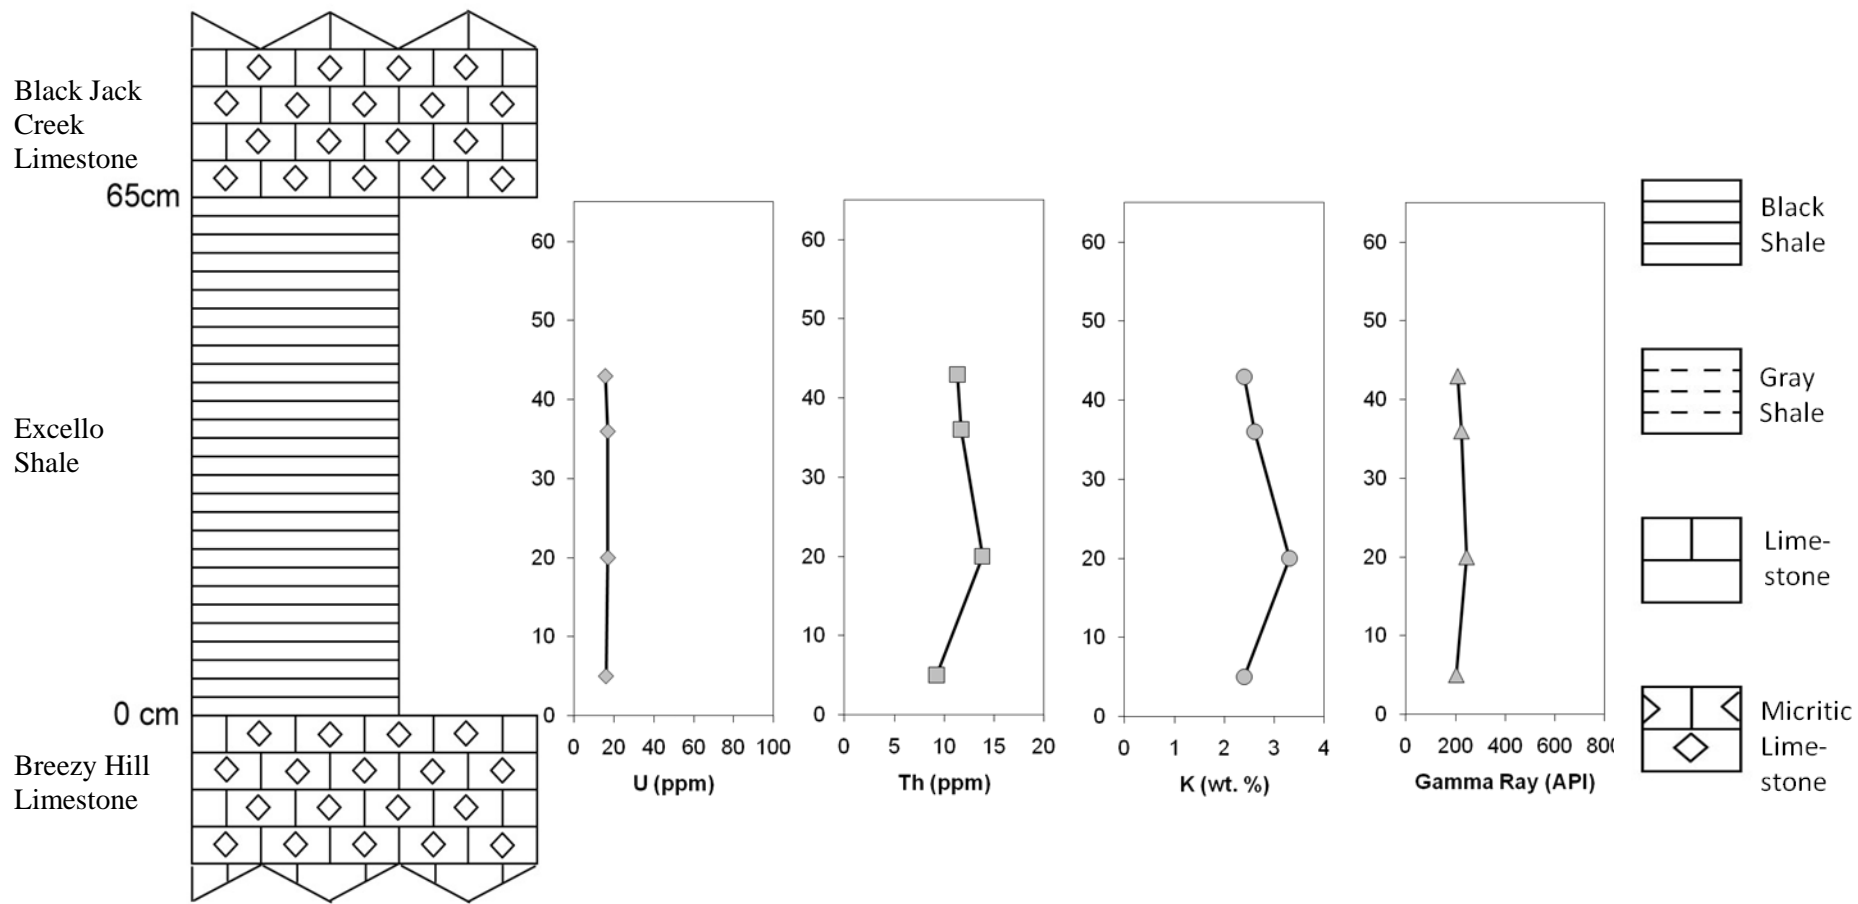 Black Jack
Creek
Limestone
65cm
Excello
Shale
0 cm
Breezy Hill
Limestone
60
50
40
30
20
10
0
0 20 40 60 80 100
U (ppm)
60
50
40
30
20
10
0
0 5 10 15 20
Th (ppm)
60
50
40
30
20
10
0
0 1 2 3 4
K (wt. %)
60
50
40
30
20
10
0
0 200 400 600 800
Gamma Ray (API)
Black
Shale
Gray
Shale
Lime-
stone
Micritic
Lime-
stone